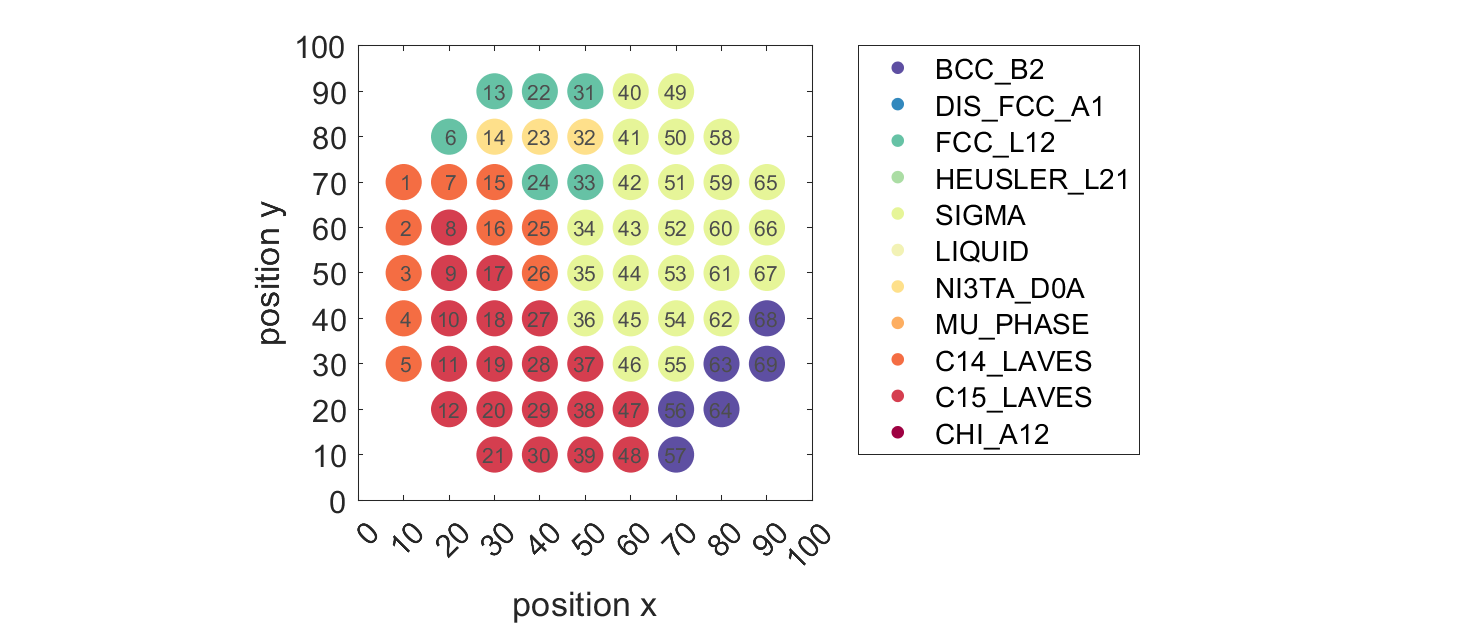 100
90
80
70
60
50
40
30
20
10
0
13 22 31 40 49
6 14 23 32 41 50 58
1 7 15 24 33 42 51 59 65
2 8 16 25 34 43 52 60 66
3 9 17 26 35 44 53 61 67
4 10 18 27 36 45 54 62 68
5 11 19 28 37 46 55 63 69
12 20 29 38 47 56 64
21 30 39 48 57
0 10 20 30 40 50 60 70 80 90 100
position x
position y
BCC_B2
DIS_FCC_A1
FCC_L12
HEUSLER_L21
SIGMA
LIQUID
NI3TA_D0A
MU_PHASE
C14_LAVES
C15_LAVES
CHI_A12